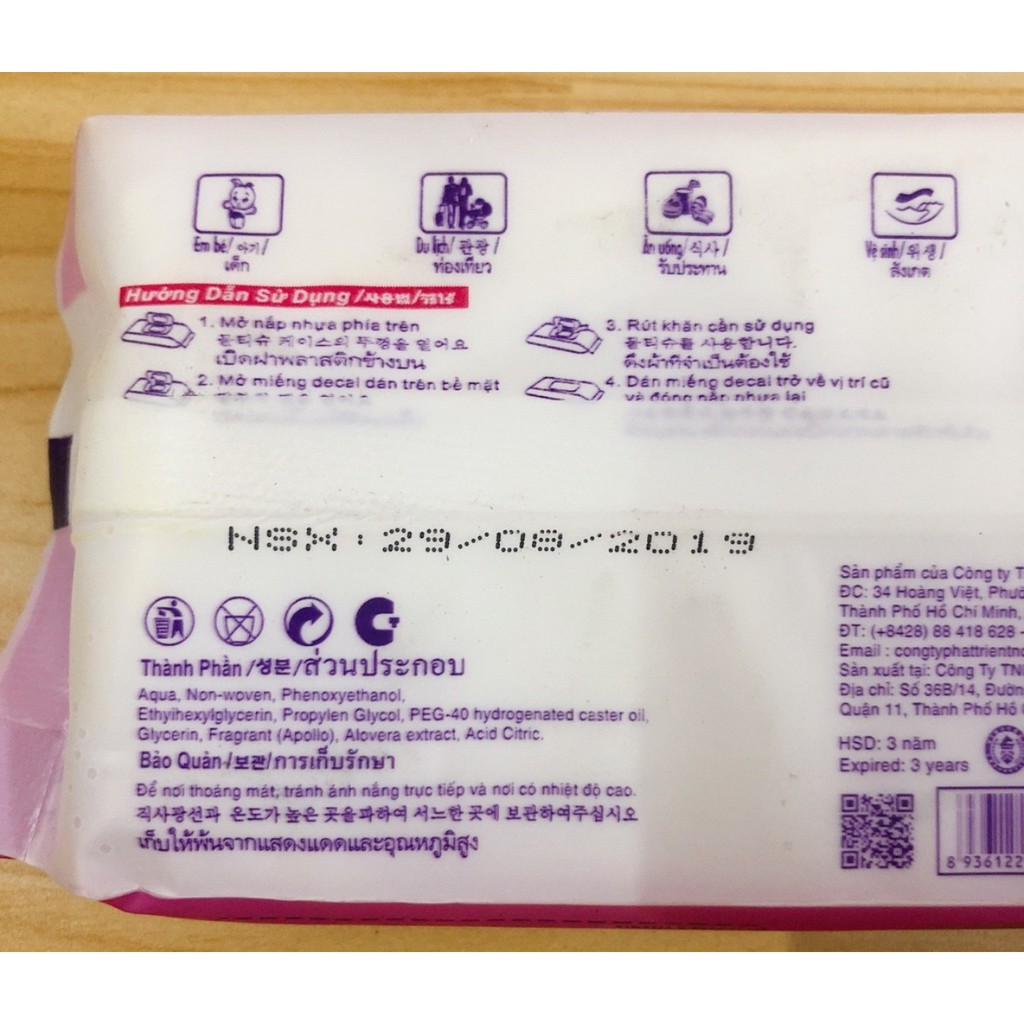 Em bé/ 아기/
เด็ก
Du lịch/ 관광 /
ท่องเที่ยว
Ăn uống/ 식사 /
รับประทาน
Vệ sinh/ 위생 /
Hướng Dẫn Sử Dụng /사용법/
1. Mở nắp nhựa phía trên
물티슈 케이스의 뚜껑을 열어요
เปิดฝาพลาสติกข้างบน
2. Mở miếng decal dán trên bề mặt
3. Rút khăn cần sử dụng
물티슈를 사용합니다.
ดึงผ้าที่จำเป็นต้องใช้
4. Dán miếng decal trở về vị trí cũ
và đóng nắp nhựa lại
NSX: 29/08/2019
Thành Phần /성분/ส่วนประกอบ
Aqua, Non-woven, Phenoxyethanol,
Ethyihexylglycerin, Propylen Glycol, PEG-40 hydrogenated caster oil,
Glycerin, Fragrant (Apollo), Alovera extract, Acid Citric.
Bảo Quản /보관/การเก็บรักษา
Để nơi thoáng mát, tránh ánh nắng trực tiếp và nơi có nhiệt độ cao.
직사광선과 온도가 높은 곳을파하여 서느한 곳에 보관하여주십시오
เก็บให้พ้นจากแสดงแดดและอุณหภูมิสูง
Sản phẩm của Công ty T
ĐC: 34 Hoàng Việt, Phườ
Thành Phố Hồ Chí Minh,
ĐT: (+8428) 88 418 628 -
Email : congtyphattrientno
Sản xuất tại: Công Ty TN
Địa chỉ: Số 36B/14, Đườn
Quận 11, Thành Phố Hồ
HSD: 3 năm
Expired: 3 years
8 936122